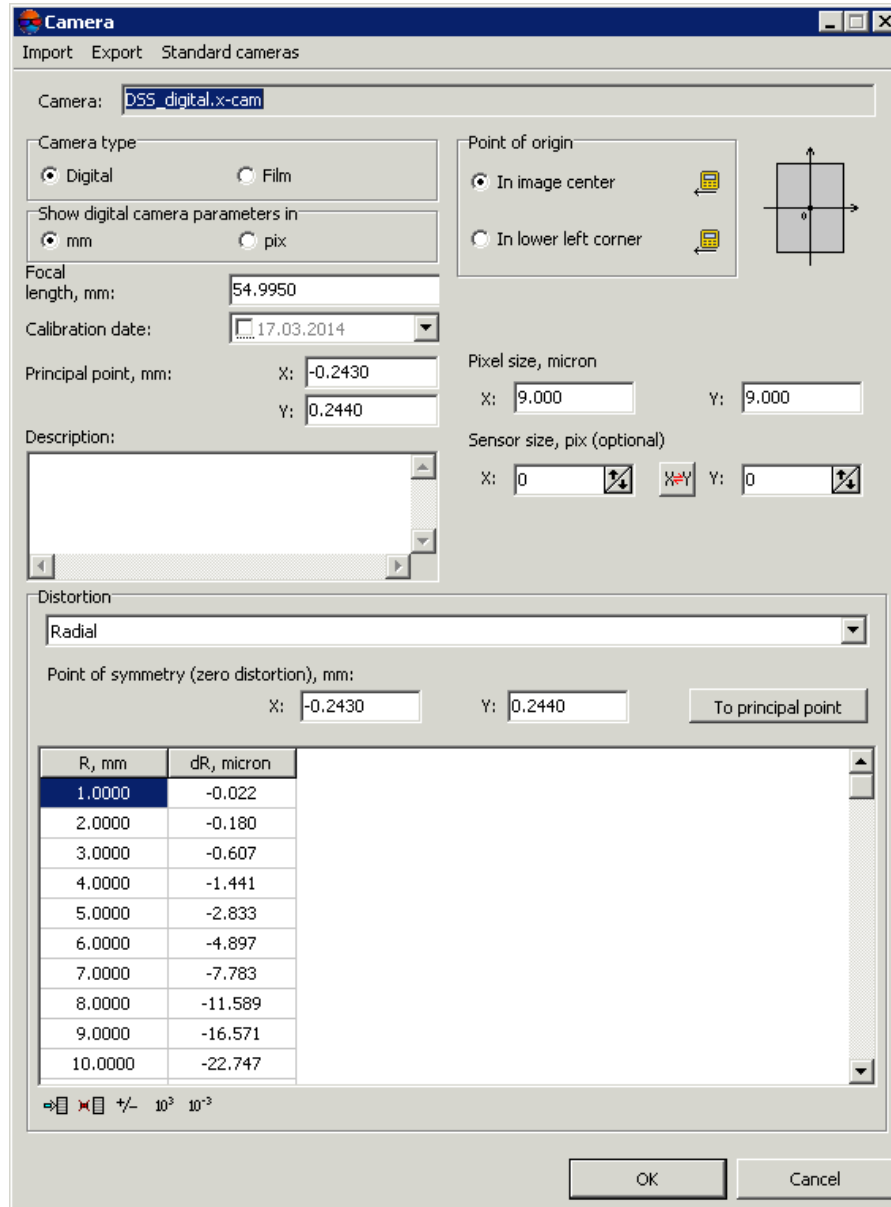 Camera
Import Export Standard cameras
Camera: DSS_digital.x-cam
Camera type
Digital Film
Show digital camera parameters in
mm pix
Point of origin
In image center
In lower left corner
0
Focal
length, mm: 54.9950
Calibration date: 17.03.2014
Principal point, mm: X: -0.2430
Y: 0.2440
Pixel size, micron
X: 9.000 Y: 9.000
Description:
Sensor size, pix (optional)
X: 0 X⇄Y Y: 0
Distortion
Radial
Point of symmetry (zero distortion), mm:
X: -0.2430 Y: 0.2440 To principal point
R, mm dR, micron
1.0000 -0.022
2.0000 -0.180
3.0000 -0.607
4.0000 -1.441
5.0000 -2.833
6.0000 -4.897
7.0000 -7.783
8.0000 -11.589
9.0000 -16.571
10.0000 -22.747
+/- 10³ 10⁻³
OK Cancel